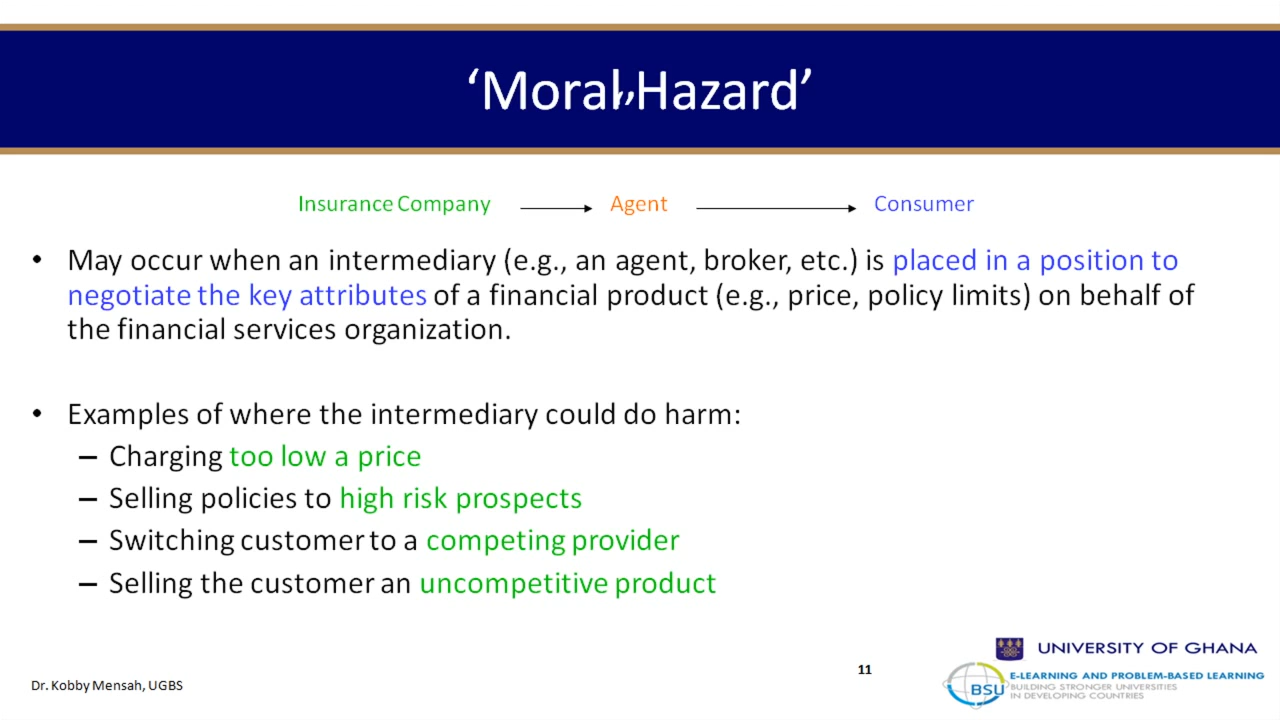 ‘Moral Hazard’
Insurance Company Agent Consumer
• May occur when an intermediary (e.g., an agent, broker, etc.) is placed in a position to
negotiate the key attributes of a financial product (e.g., price, policy limits) on behalf of
the financial services organization.
• Examples of where the intermediary could do harm:
– Charging too low a price
– Selling policies to high risk prospects
– Switching customer to a competing provider
– Selling the customer an uncompetitive product
UNIVERSITY OF GHANA
11
Dr. Kobby Mensah, UGBS
BSU
E-LEARNING AND PROBLEM-BASED LEARNING
BUILDING STRONGER UNIVERSITIES
IN DEVELOPING COUNTRIES